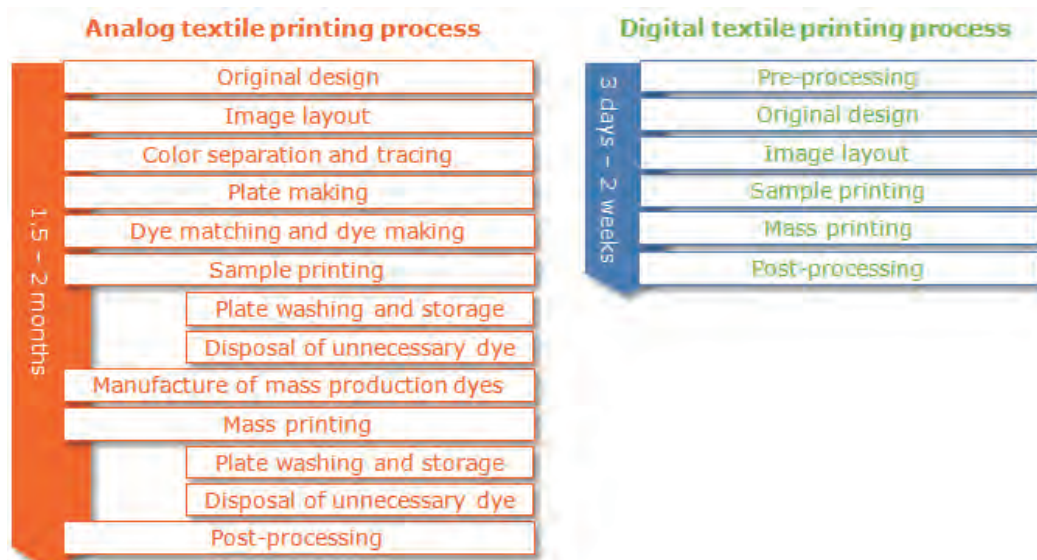 Analog textile printing process
1.5 – 2 months
Original design
Image layout
Color separation and tracing
Plate making
Dye matching and dye making
Sample printing
Plate washing and storage
Disposal of unnecessary dye
Manufacture of mass production dyes
Mass printing
Plate washing and storage
Disposal of unnecessary dye
Post-processing
Digital textile printing process
3 days – 2 weeks
Pre-processing
Original design
Image layout
Sample printing
Mass printing
Post-processing